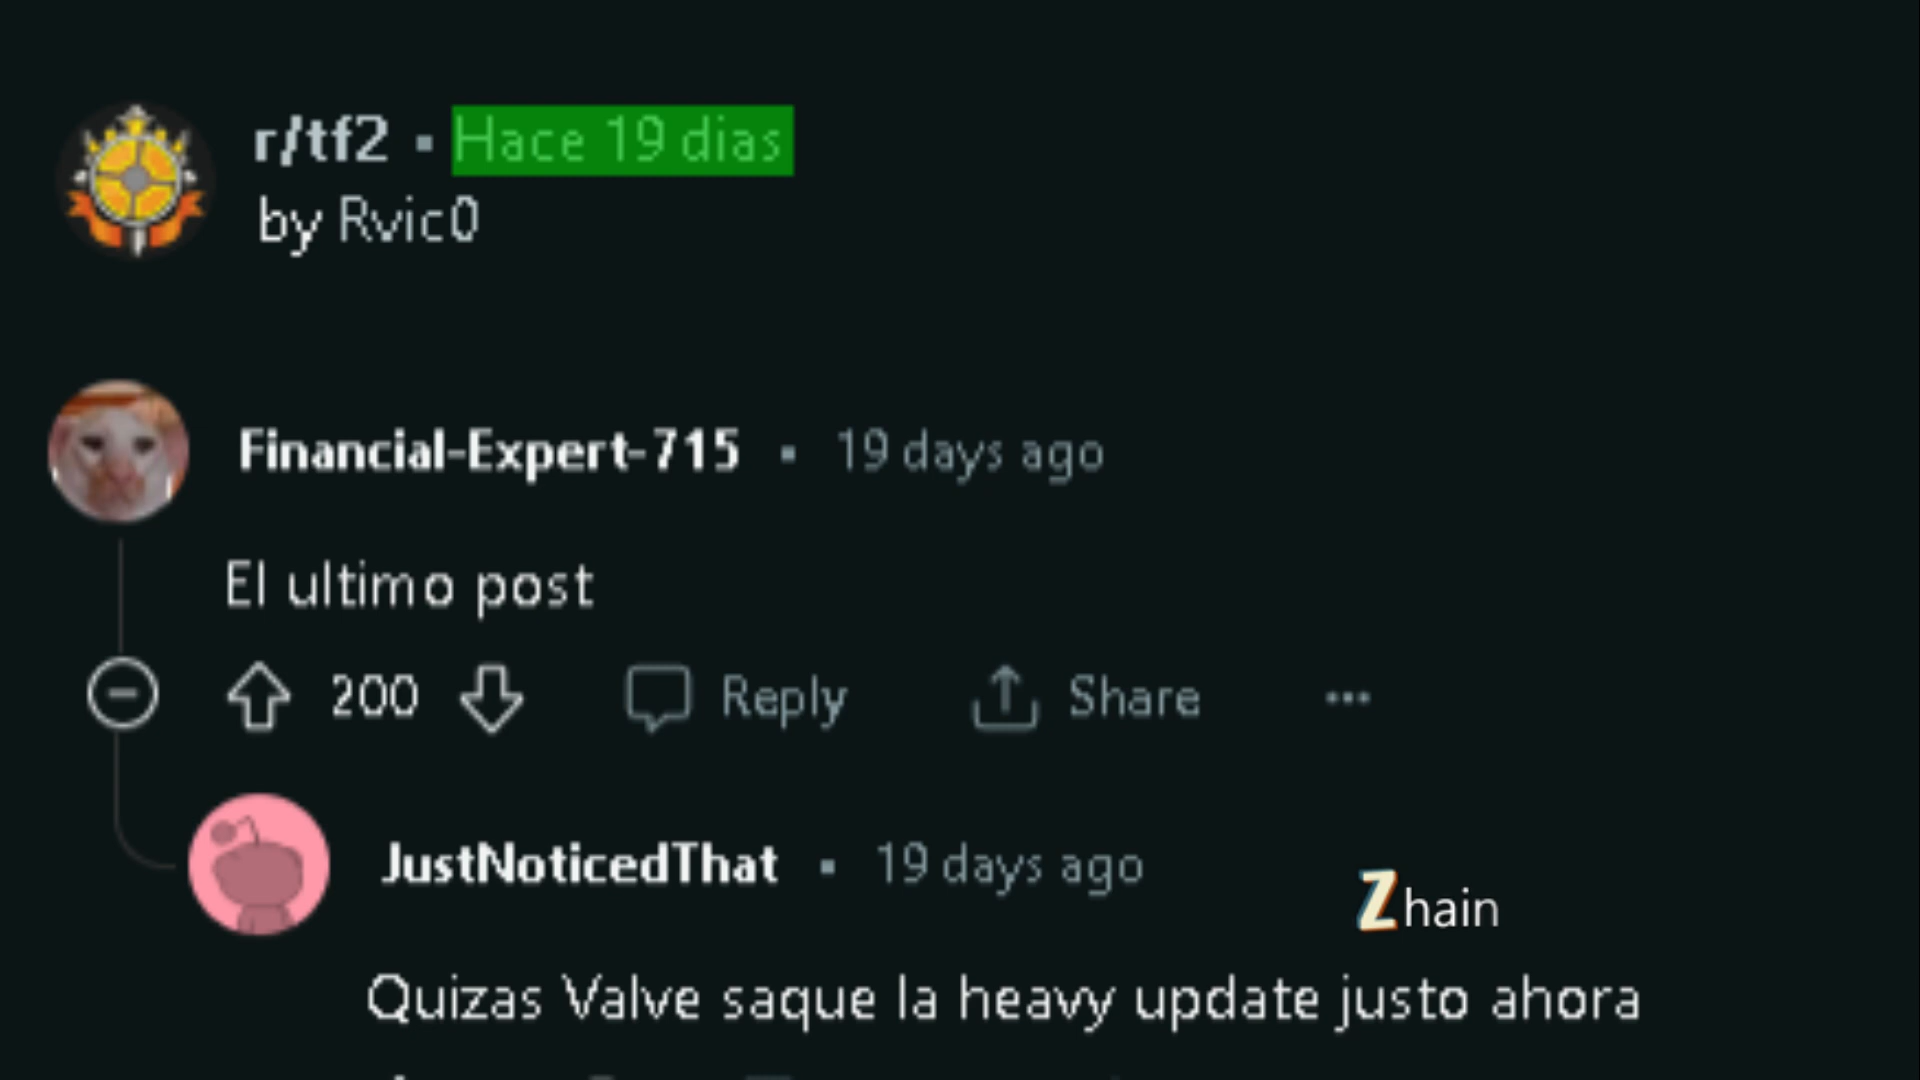 r/tf2 ▪ Hace 19 dias
by Rvic0
Financial-Expert-715 ▪ 19 days ago
El ultimo post
200 Reply Share ...
JustNoticedThat ▪ 19 days ago
Zhain
Quizas Valve saque la heavy update justo ahora